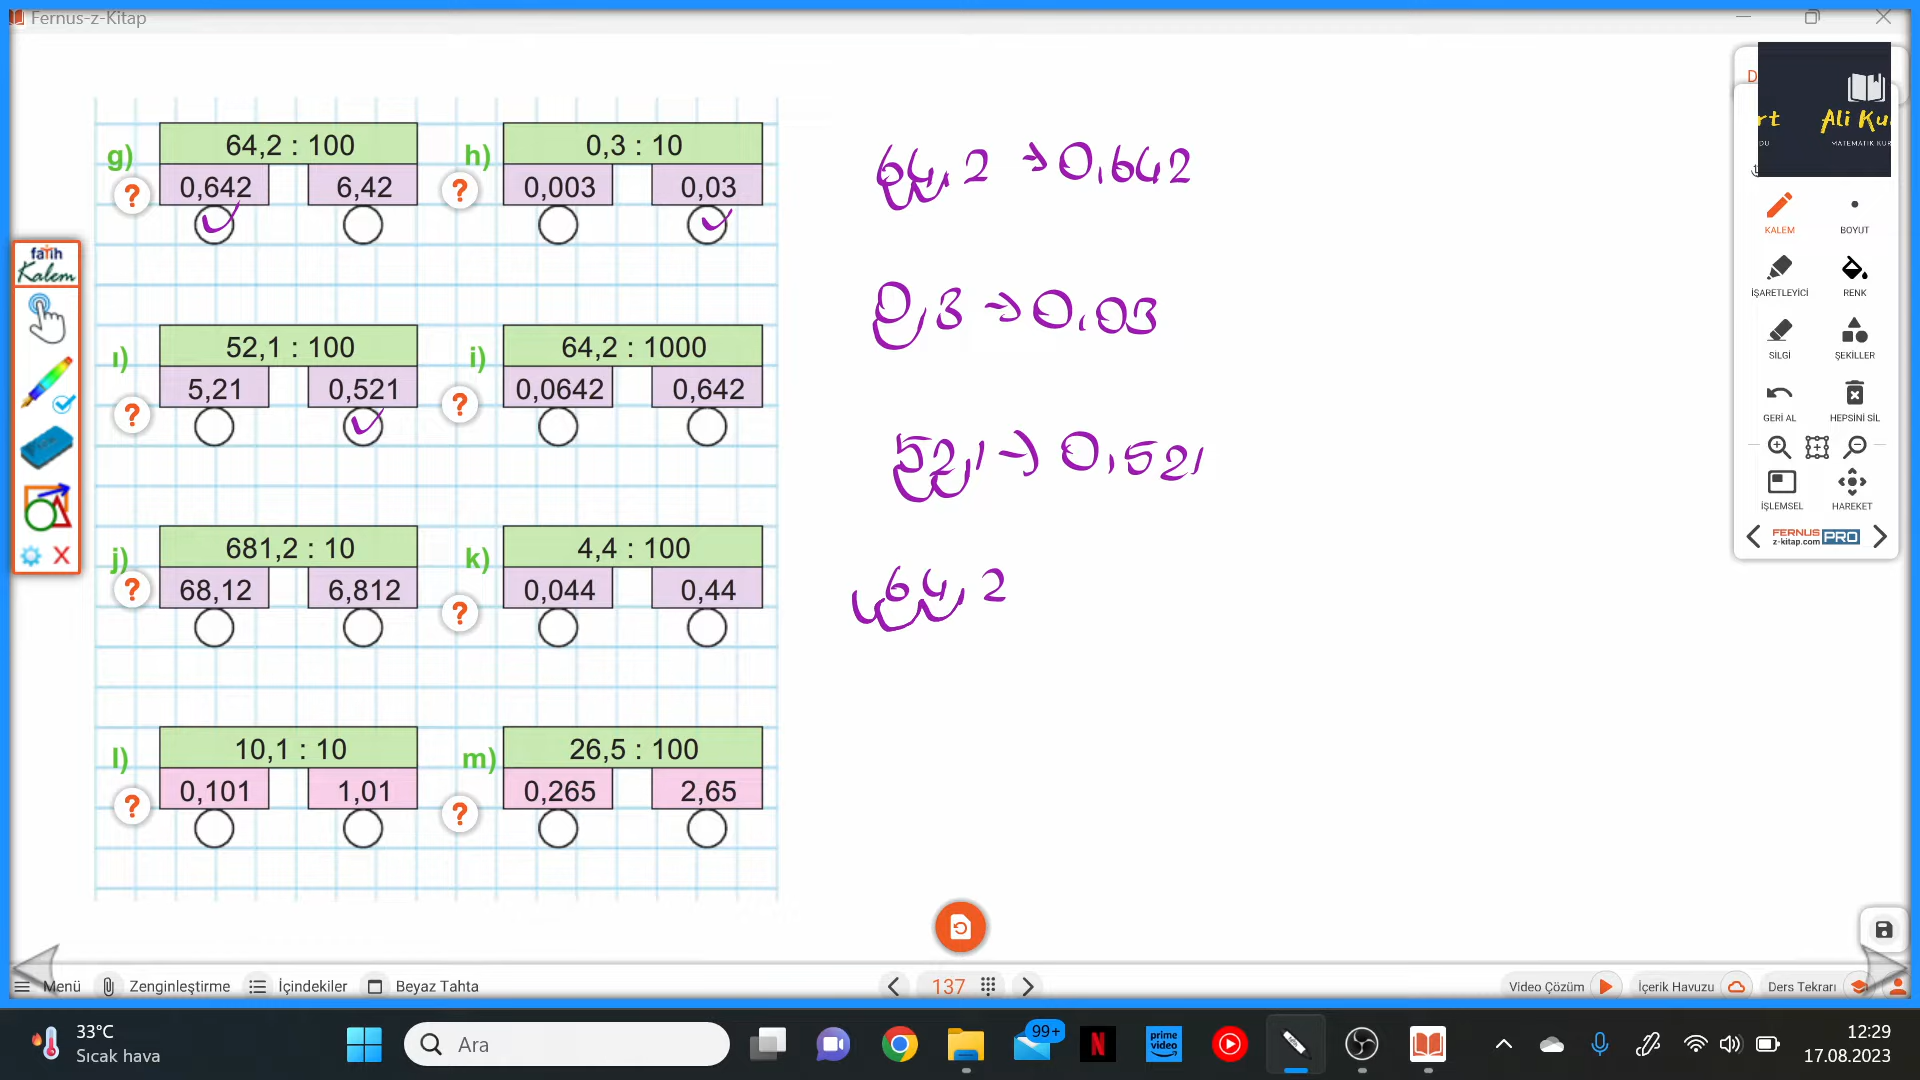 Fernus-z-Kitap
g)
64,2 : 100
0,642
6,42
?
h)
0,3 : 10
0,003
0,03
?
ı)
52,1 : 100
5,21
0,521
?
i)
64,2 : 1000
0,0642
0,642
?
j)
681,2 : 10
68,12
6,812
?
k)
4,4 : 100
0,044
0,44
?
l)
10,1 : 10
0,101
1,01
?
m)
26,5 : 100
0,265
2,65
?
64,2 → 0,642
0,3 → 0,03
52,1 → 0,521
64,2
fatih
Kalem
D
rt
Ali Ku
DU
MATEMATİK KUR
KALEM
BOYUT
İŞARETLEYİCİ
RENK
SİLGİ
ŞEKİLLER
GERİ AL
HEPSİNİ SİL
İŞLEMSEL
HAREKET
FERNUS
z-kitap.com
PRO
Menü
Zenginleştirme
İçindekiler
Beyaz Tahta
137
Video Çözüm
İçerik Havuzu
Ders Tekrarı
33°C
Sıcak hava
Ara
99+
N
prime
video
12:29
17.08.2023